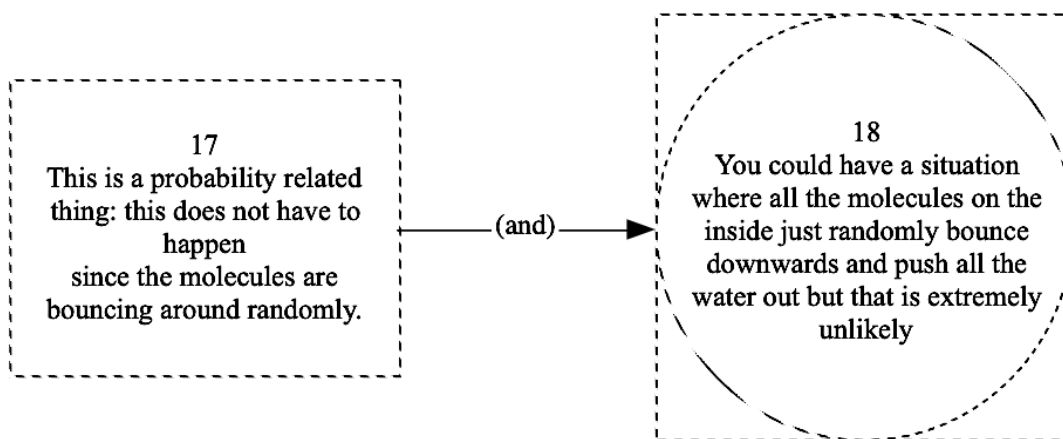 17
This is a probability related
thing: this does not have to
happen
since the molecules are
bouncing around randomly.
(and)
18
You could have a situation
where all the molecules on the
inside just randomly bounce
downwards and push all the
water out but that is extremely
unlikely